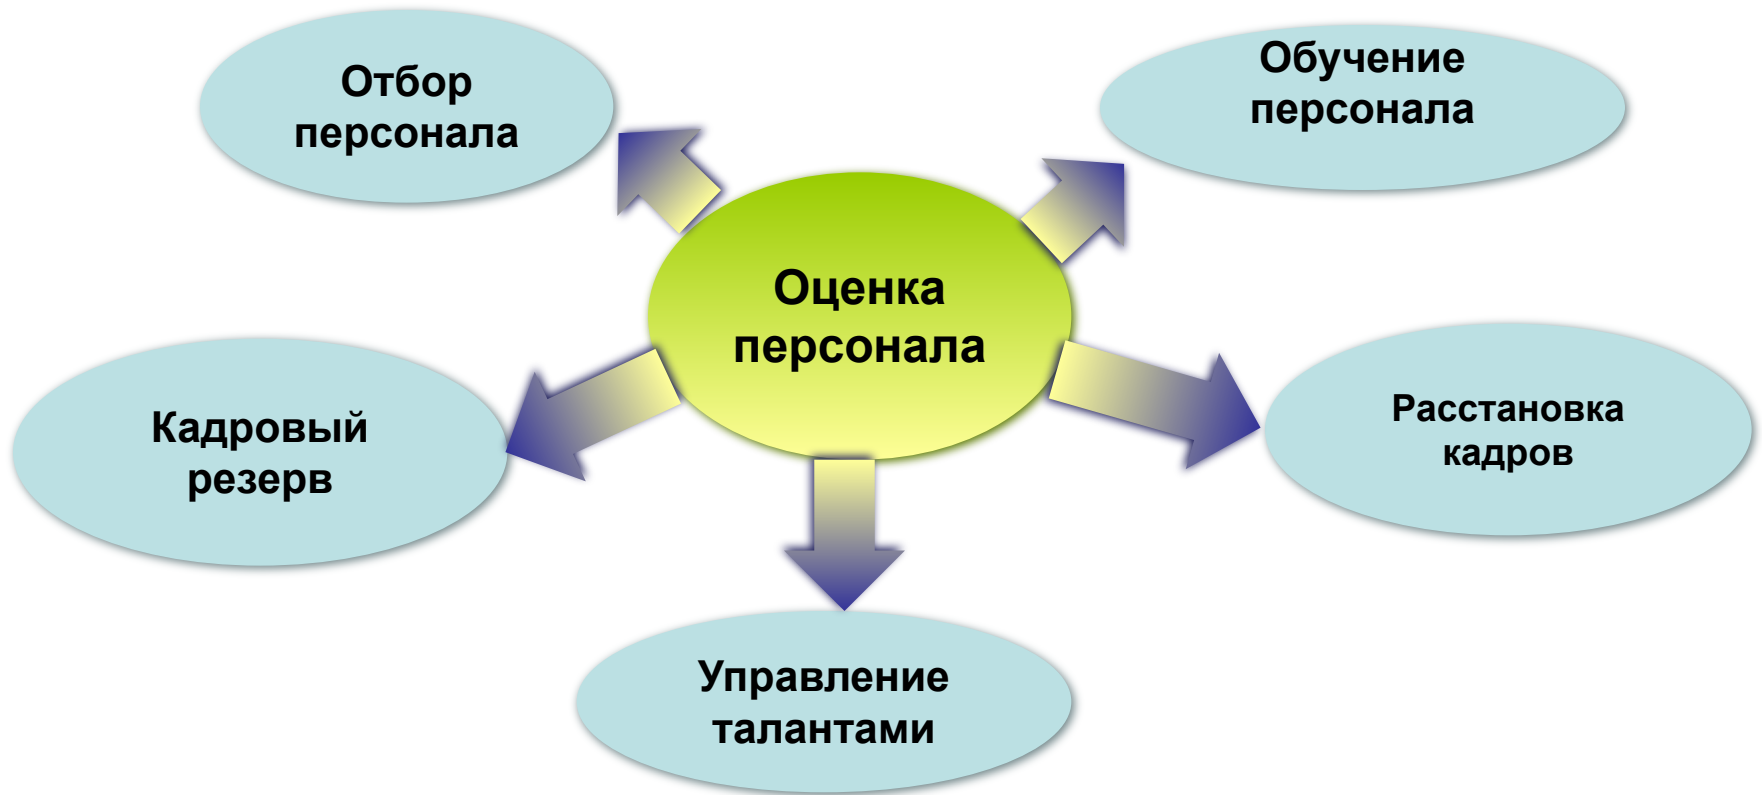 Отбор
персонала
Обучение
персонала
Оценка
персонала
Кадровый
резерв
Расстановка
кадров
Управление
талантами